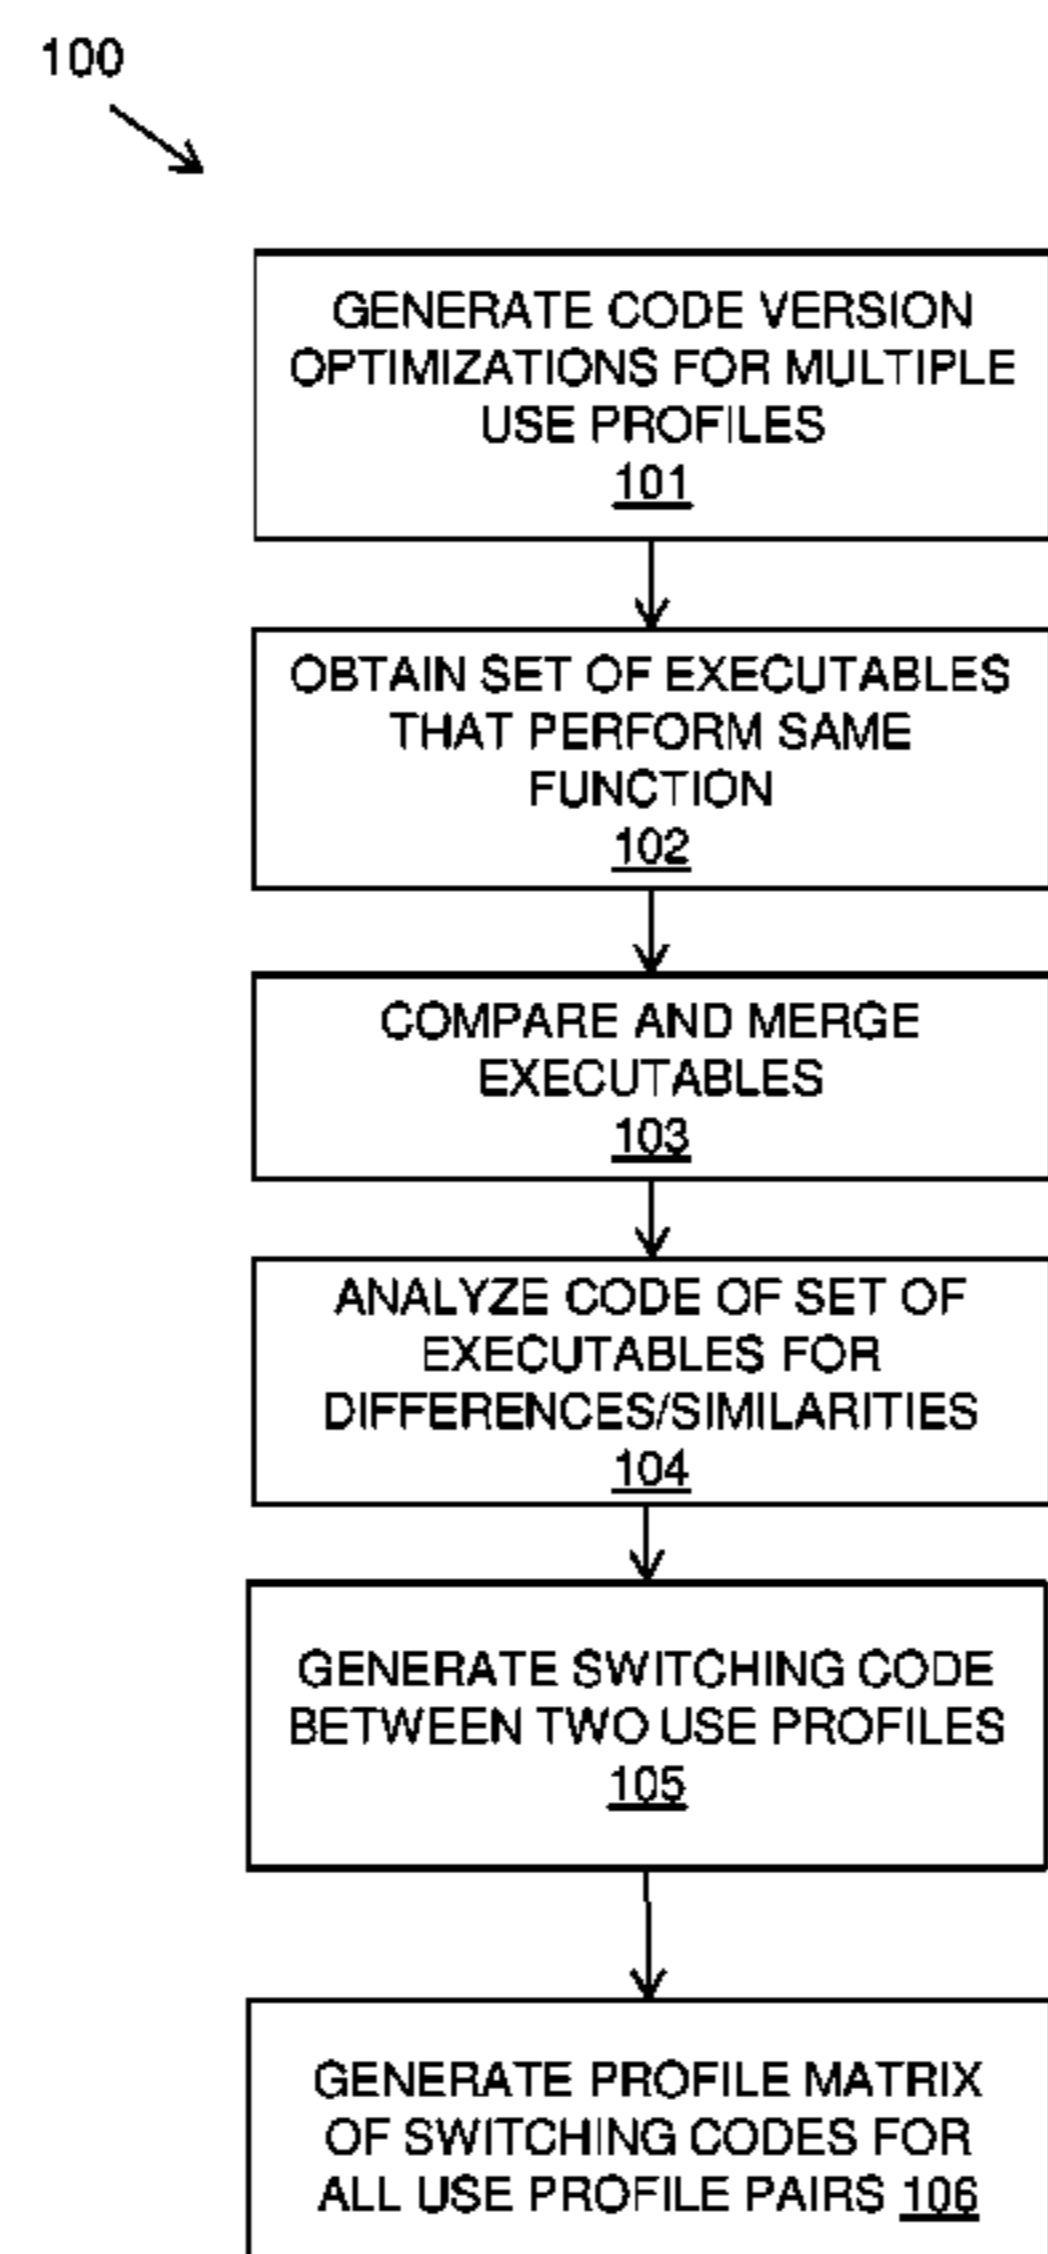 100
GENERATE CODE VERSION
OPTIMIZATIONS FOR MULTIPLE
USE PROFILES
101
OBTAIN SET OF EXECUTABLES
THAT PERFORM SAME
FUNCTION
102
COMPARE AND MERGE
EXECUTABLES
103
ANALYZE CODE OF SET OF
EXECUTABLES FOR
DIFFERENCES/SIMILARITIES
104
GENERATE SWITCHING CODE
BETWEEN TWO USE PROFILES
105
GENERATE PROFILE MATRIX
OF SWITCHING CODES FOR
ALL USE PROFILE PAIRS 106